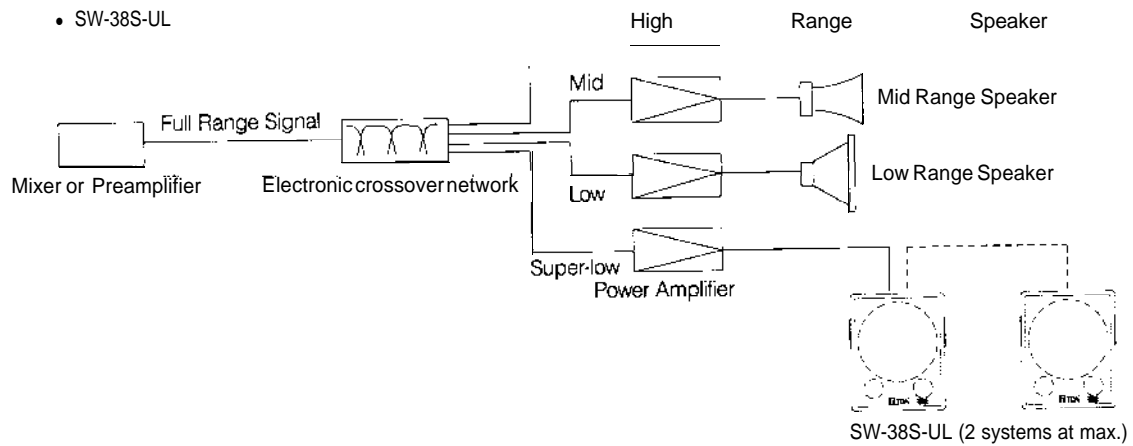 • SW-38S-UL
High Range Speaker
Mid
Mid Range Speaker
Full Range Signal
Mixer or Preamplifier
Electronic crossover network
Low
Low Range Speaker
Super-low
Power Amplifier
SW-38S-UL (2 systems at max.)